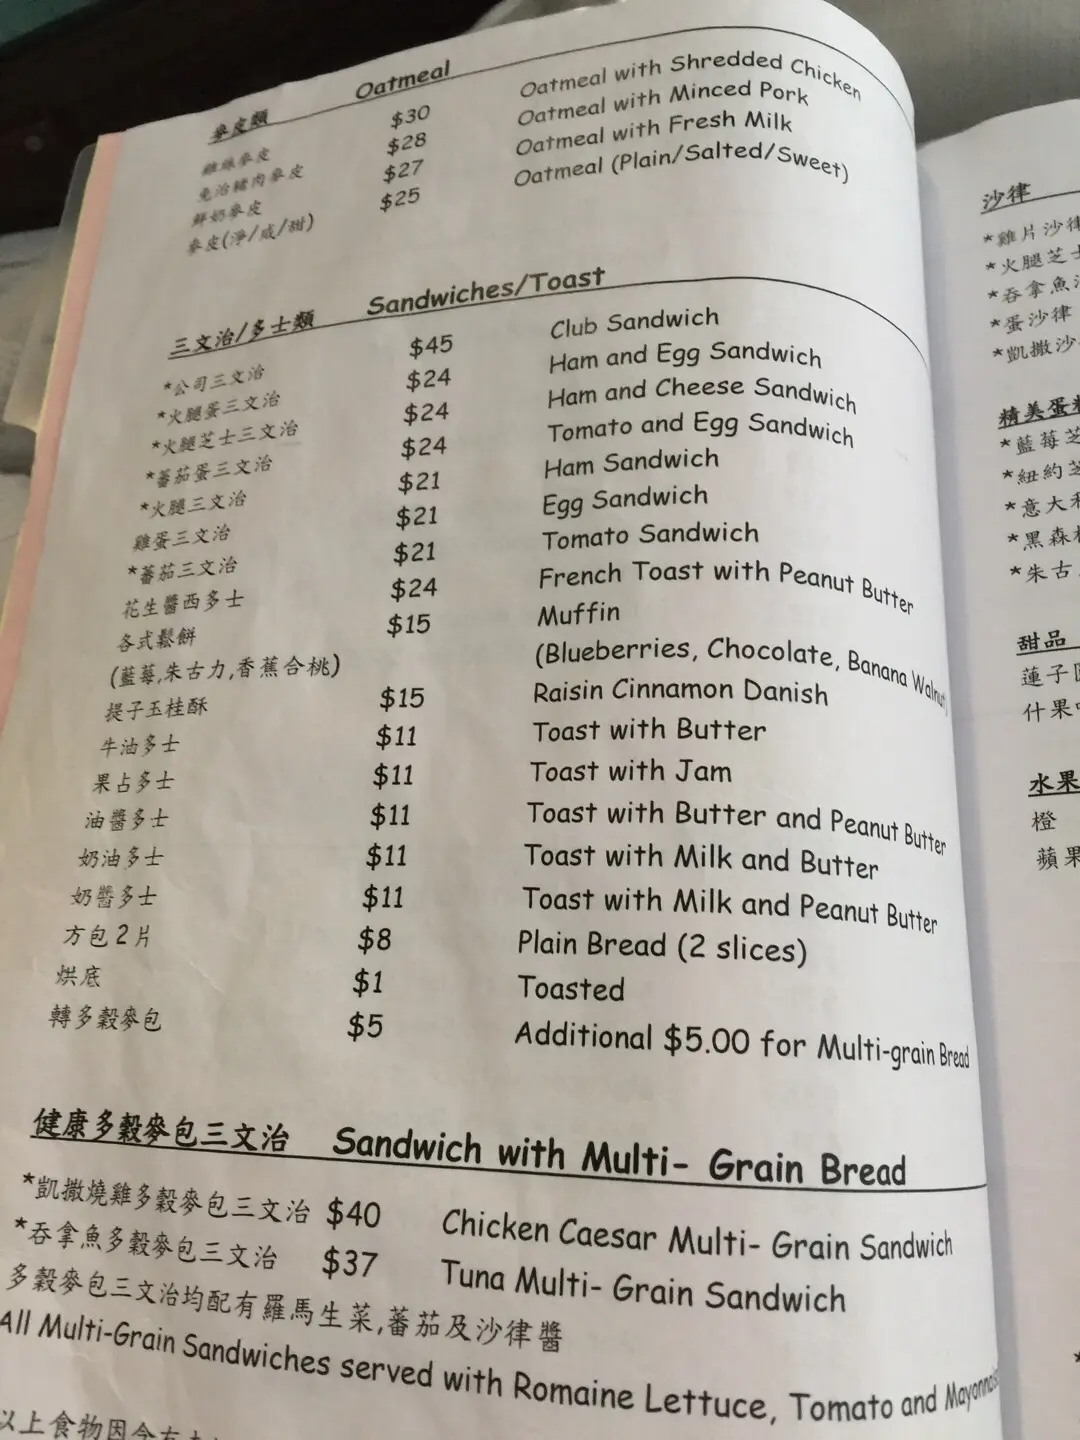 麥皮類 Oatmeal
雞絲麥皮 $30 Oatmeal with Shredded Chicken
免治豬肉麥皮 $28 Oatmeal with Minced Pork
鮮奶麥皮 $27 Oatmeal with Fresh Milk
麥皮(淨/咸/甜) $25 Oatmeal (Plain/Salted/Sweet)
三文治/多士類 Sandwiches/Toast
*公司三文治 $45 Club Sandwich
*火腿蛋三文治 $24 Ham and Egg Sandwich
*火腿芝士三文治 $24 Ham and Cheese Sandwich
*蕃茄蛋三文治 $24 Tomato and Egg Sandwich
*火腿三文治 $21 Ham Sandwich
雞蛋三文治 $21 Egg Sandwich
*蕃茄三文治 $21 Tomato Sandwich
花生醬西多士 $24 French Toast with Peanut Butter
各式鬆餅 $15 Muffin
(藍莓,朱古力,香蕉合桃) (Blueberries, Chocolate, Banana Walnut)
提子玉桂酥 $15 Raisin Cinnamon Danish
牛油多士 $11 Toast with Butter
果占多士 $11 Toast with Jam
油醬多士 $11 Toast with Butter and Peanut Butter
奶油多士 $11 Toast with Milk and Butter
奶醬多士 $11 Toast with Milk and Peanut Butter
方包2片 $8 Plain Bread (2 slices)
烘底 $1 Toasted
轉多穀麥包 $5 Additional $5.00 for Multi-grain Bread
健康多穀麥包三文治 Sandwich with Multi- Grain Bread
*凱撒燒雞多穀麥包三文治 $40 Chicken Caesar Multi- Grain Sandwich
*吞拿魚多穀麥包三文治 $37 Tuna Multi- Grain Sandwich
多穀麥包三文治均配有羅馬生菜,蕃茄及沙律醬
All Multi-Grain Sandwiches served with Romaine Lettuce, Tomato and
以上食物因含有
沙律
*雞片沙律
*火腿芝士
*吞拿魚
*蛋沙律
*凱撒沙
精美蛋糕
*藍莓芝
*紐約芝
*意大利
*黑森林
*朱古
甜品
蓮子
什果
水果
橙
蘋果